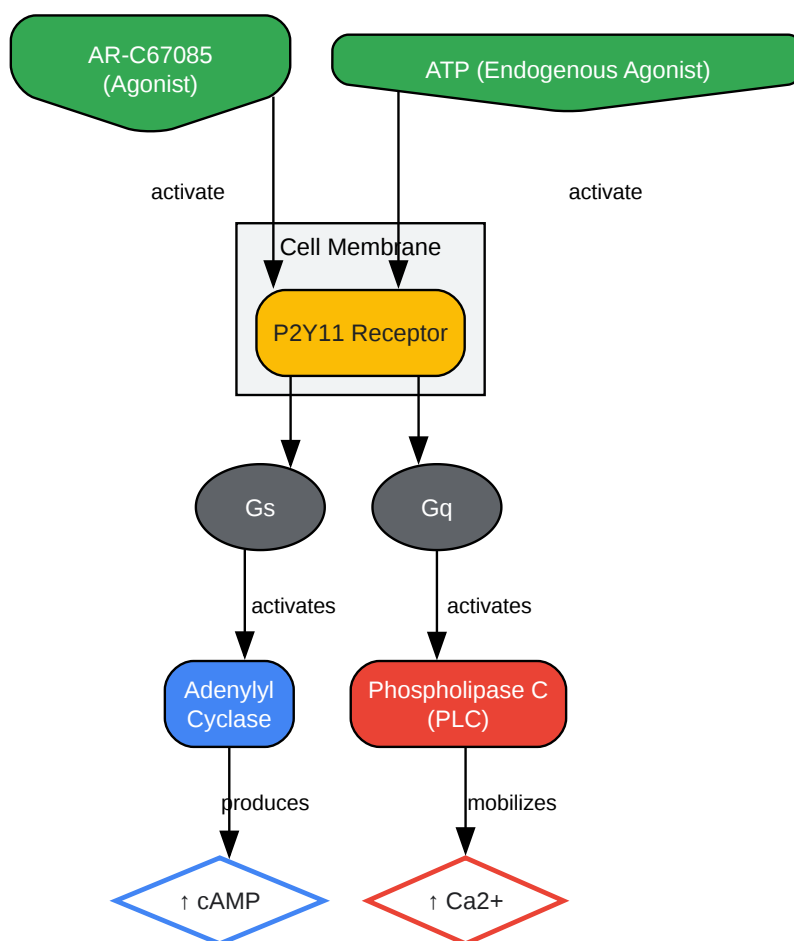 AR-C67085
(Agonist)
ATP (Endogenous Agonist)
activate
activate
Cell Membrane
P2Y11 Receptor
Gs
Gq
activates
activates
Adenylyl
Cyclase
Phospholipase C
(PLC)
produces
mobilizes
↑ cAMP
↑ Ca2+